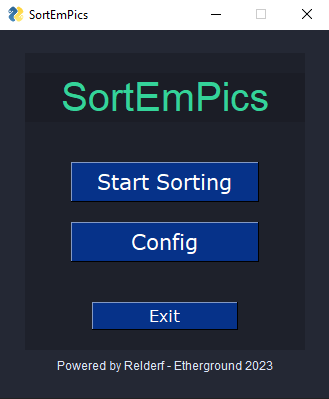 SortEmPics
SortEmPics
Start Sorting
Config
Exit
Powered by Relderf - Etherground 2023